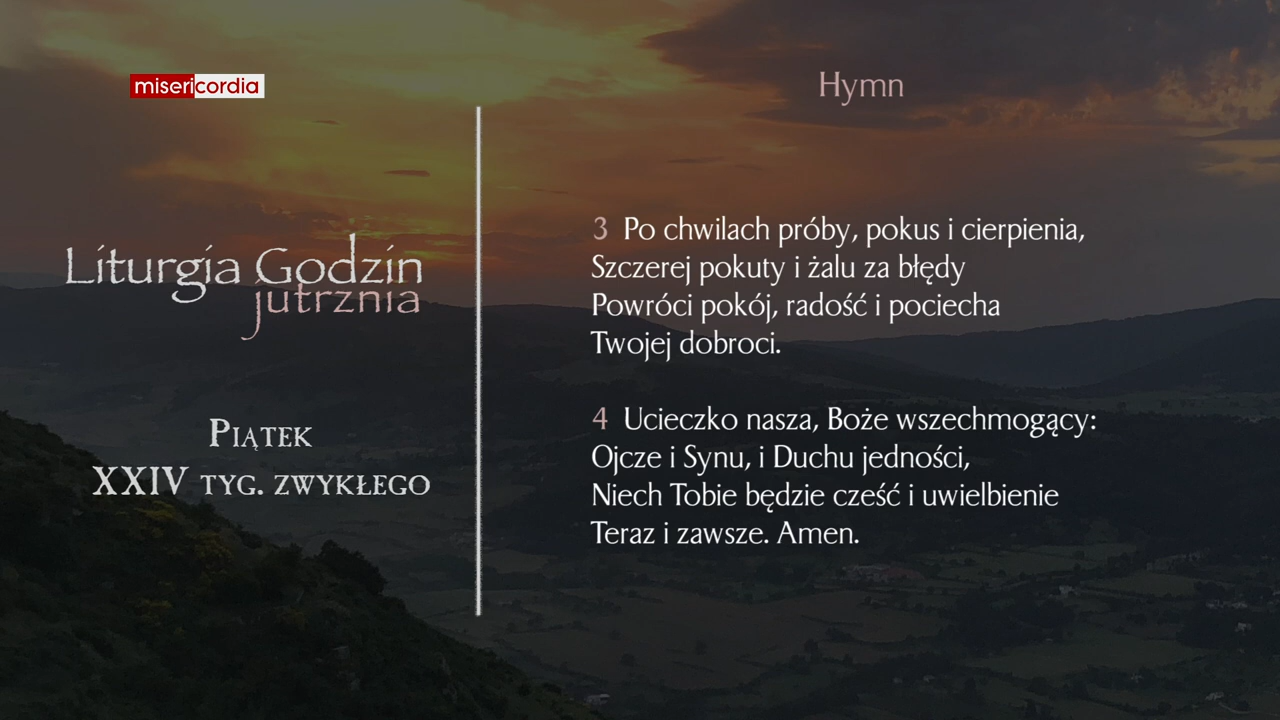 misericordia
Liturgia Godzin
jutrznia
Piątek
XXIV tyg. zwykłego
Hymn
3 Po chwilach próby, pokus i cierpienia,
Szczerej pokuty i żalu za błędy
Powróci pokój, radość i pociecha
Twojej dobroci.
4 Ucieczko nasza, Boże wszechmogący:
Ojcze i Synu, i Duchu jedności,
Niech Tobie będzie cześć i uwielbienie
Teraz i zawsze. Amen.